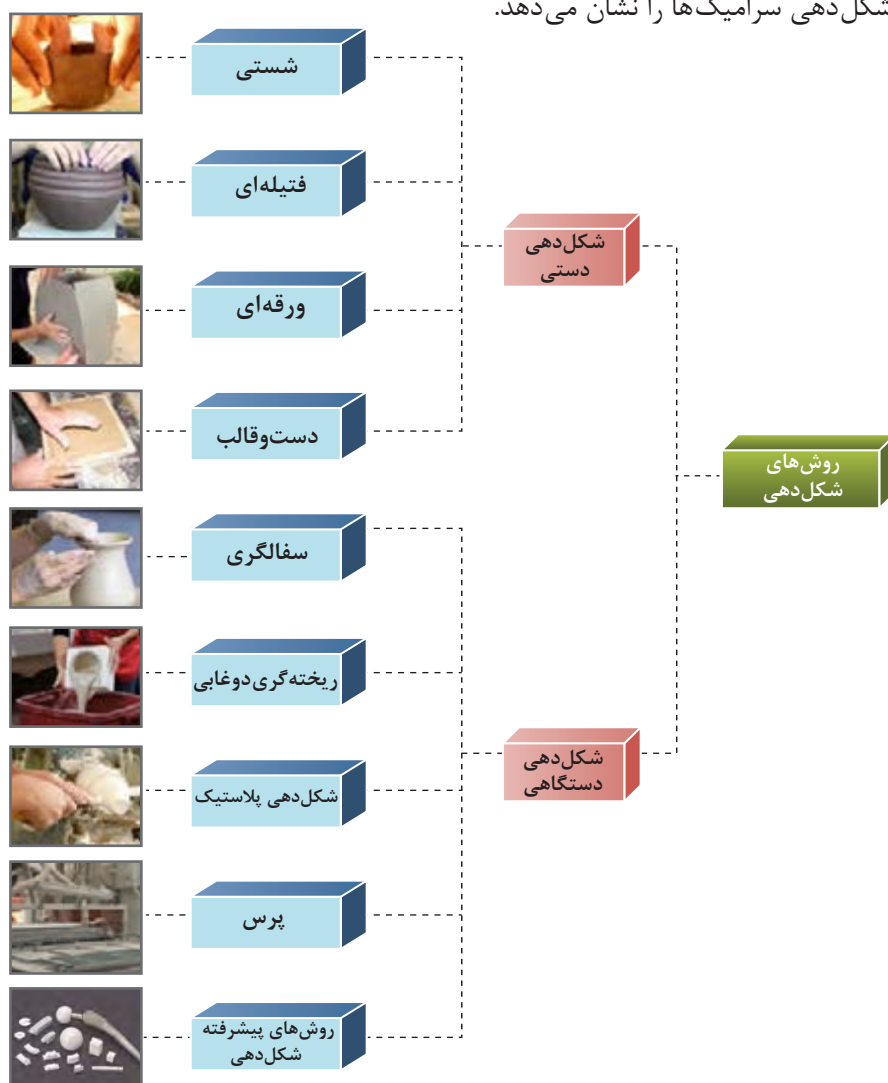 شکل‌دهی سرامیک‌ها را نشان می‌دهد.
روش‌های
شکل‌دهی
شکل‌دهی
دستی
شستی
فتیله‌ای
ورقه‌ای
دست‌وقالب
شکل‌دهی
دستگاهی
سفالگری
ریخته‌گری دوغابی
شکل‌دهی پلاستیک
پرس
روش‌های پیشرفته
شکل‌دهی